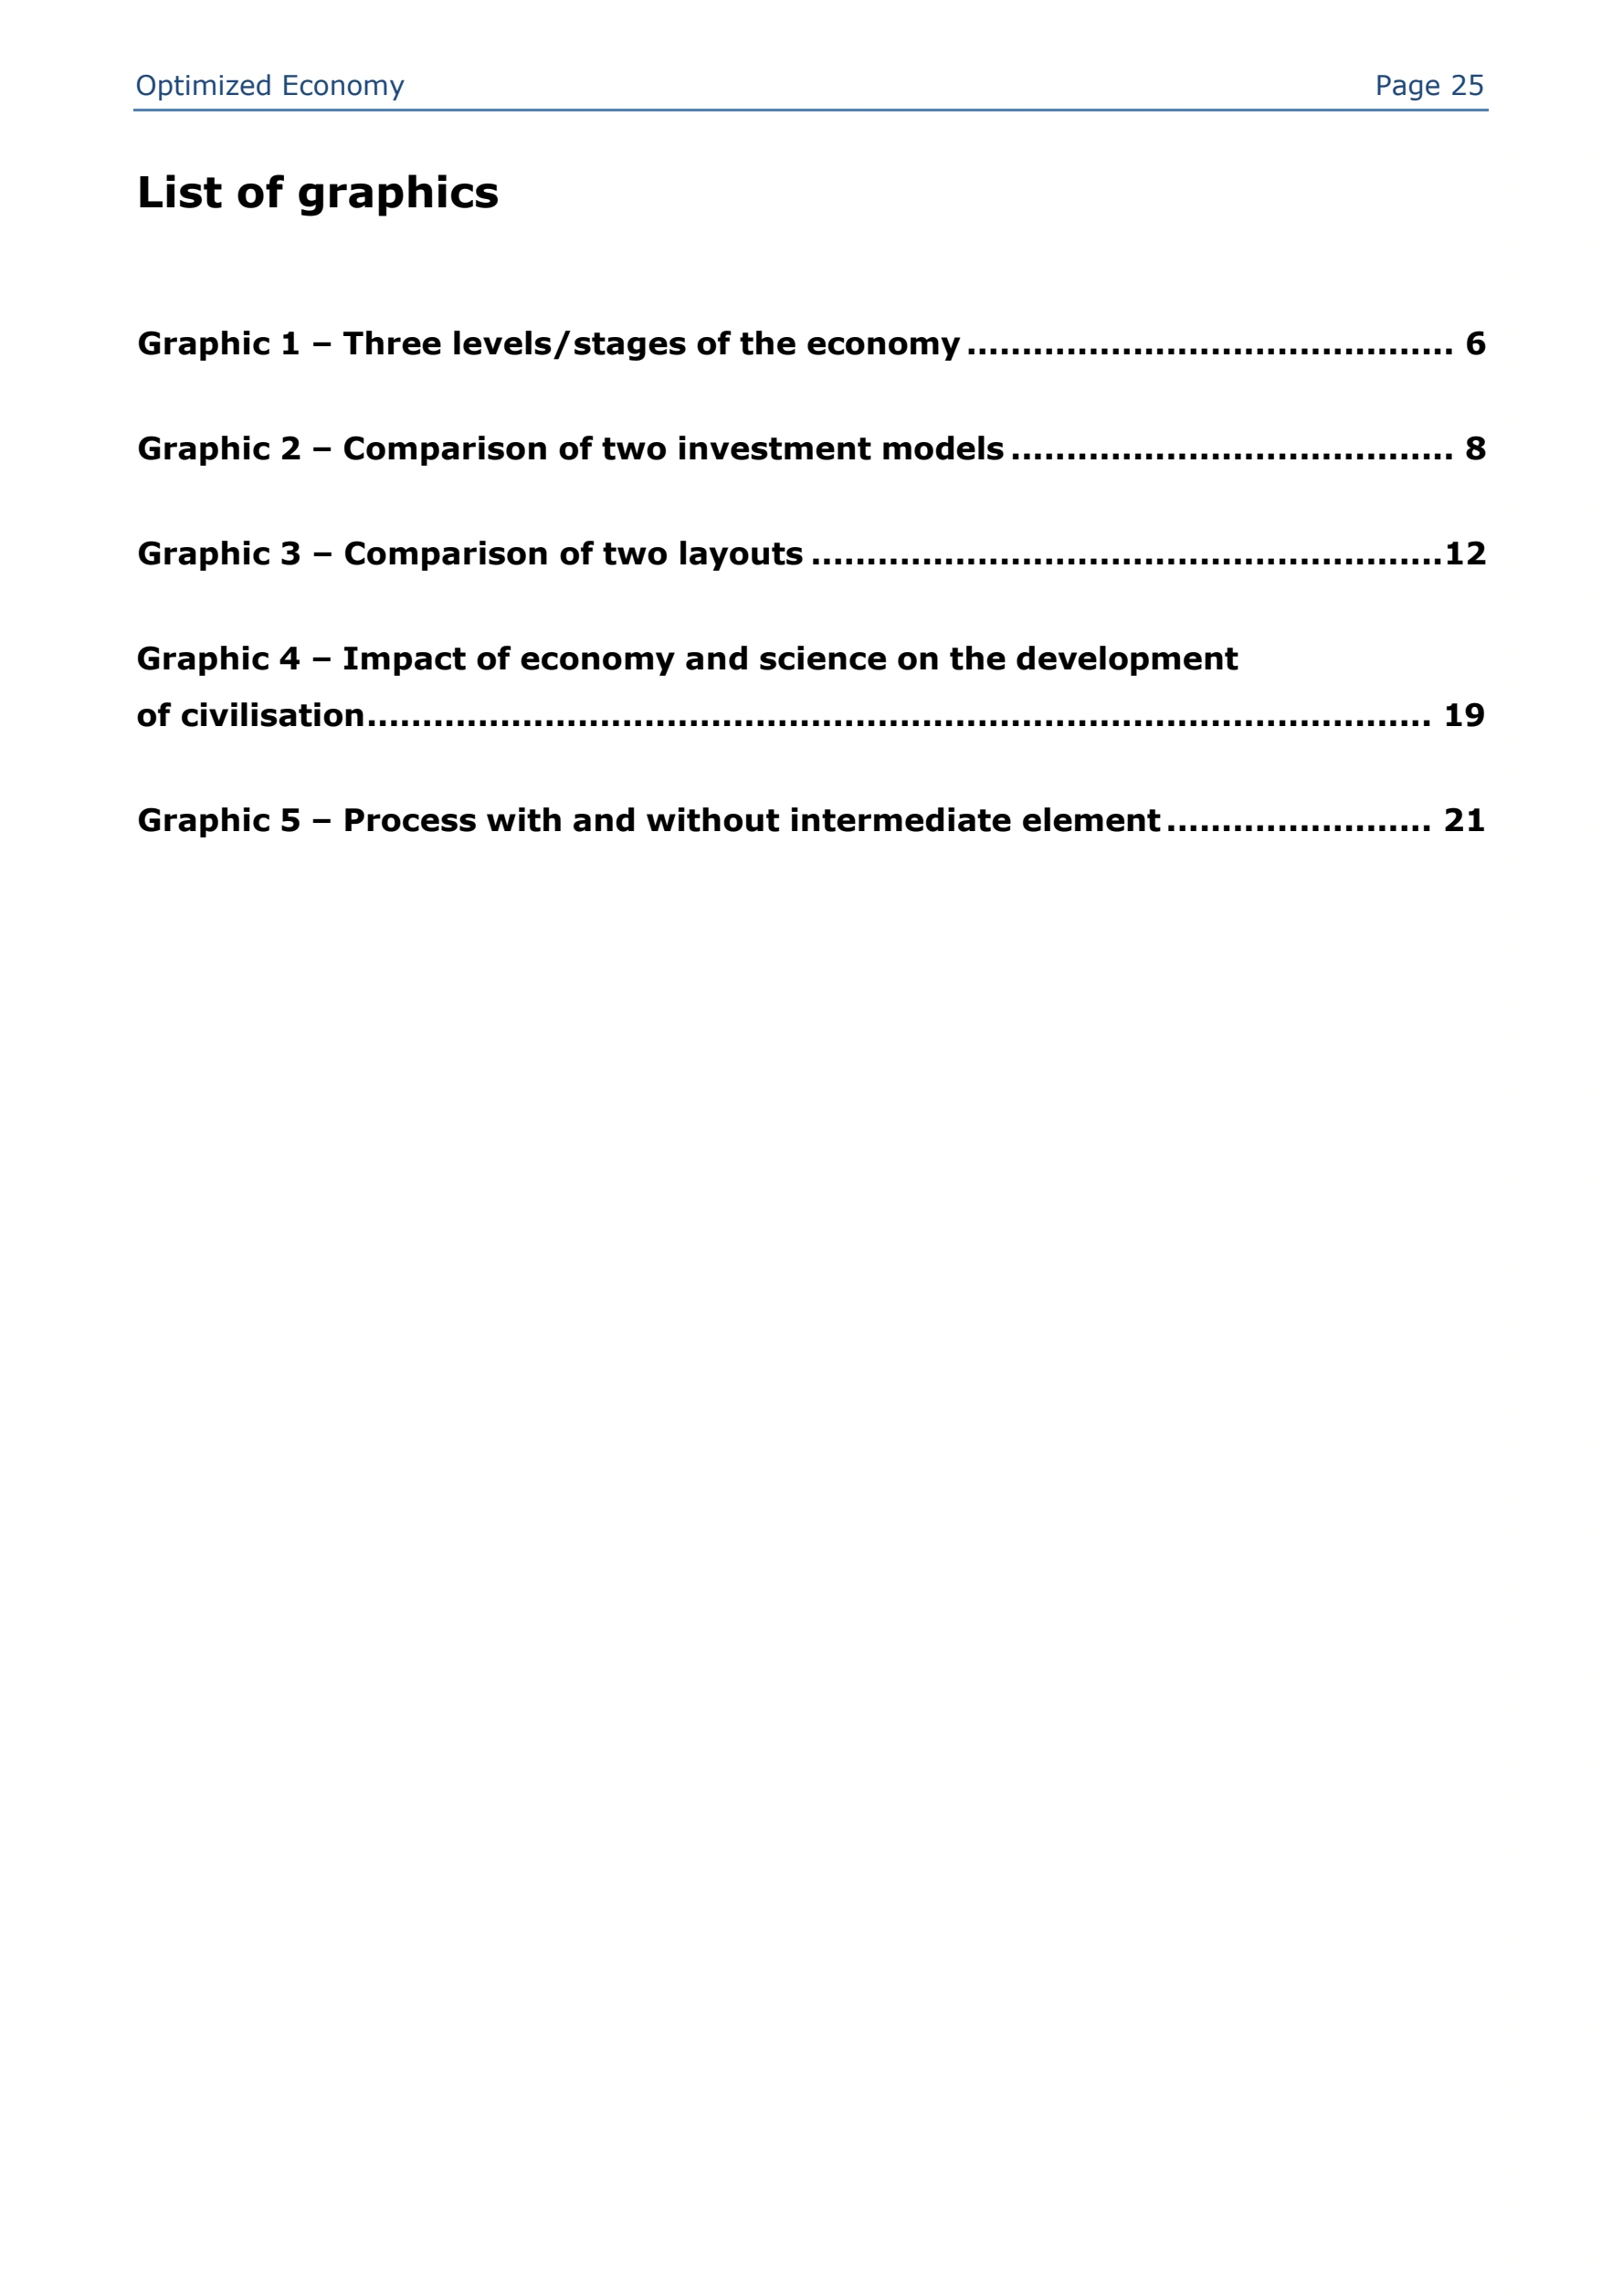 Optimized Economy Page 25
List of graphics
Graphic 1 – Three levels/stages of the economy............................................ 6
Graphic 2 – Comparison of two investment models........................................ 8
Graphic 3 – Comparison of two layouts.........................................................12
Graphic 4 – Impact of economy and science on the development
of civilisation................................................................................................ 19
Graphic 5 – Process with and without intermediate element........................ 21